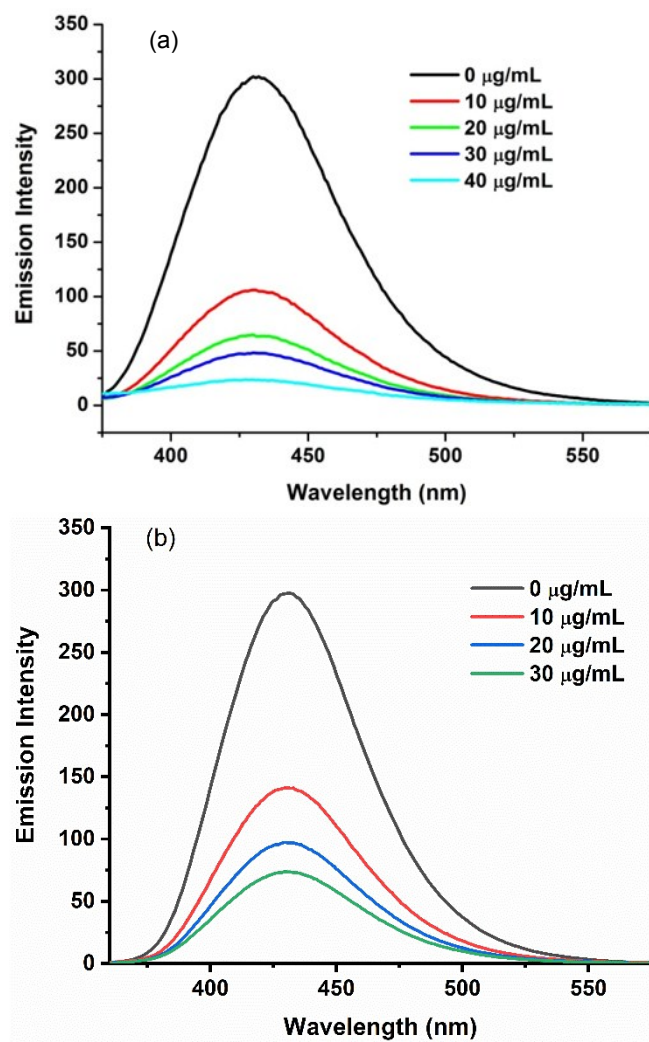 (a)
350
300
250
200
150
100
50
0
Emission Intensity
0 μg/mL
10 μg/mL
20 μg/mL
30 μg/mL
40 μg/mL
400
450
500
550
Wavelength (nm)
(b)
350
300
250
200
150
100
50
0
Emission Intensity
0 μg/mL
10 μg/mL
20 μg/mL
30 μg/mL
400
450
500
550
Wavelength (nm)